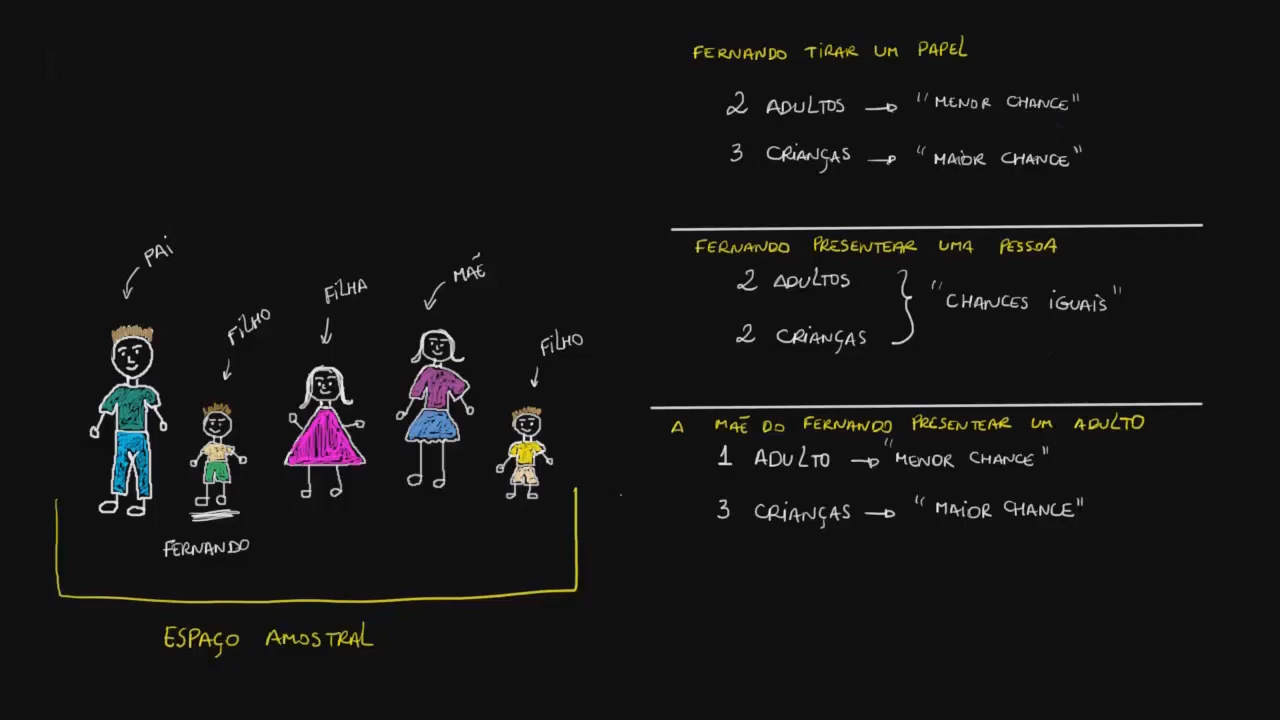 FERNANDO TIRAR UM PAPEL
2 ADULTOS → "MENOR CHANCE"
3 CRIANÇAS → "MAIOR CHANCE"
FERNANDO PRESENTEAR UMA PESSOA
2 ADULTOS
2 CRIANÇAS
"CHANCES IGUAIS"
A MÃE DO FERNANDO PRESENTEAR UM ADULTO
1 ADULTO → "MENOR CHANCE"
3 CRIANÇAS → "MAIOR CHANCE"
PAI
FILHO
FILHA
MÃE
FILHO
FERNANDO
ESPAÇO AMOSTRAL